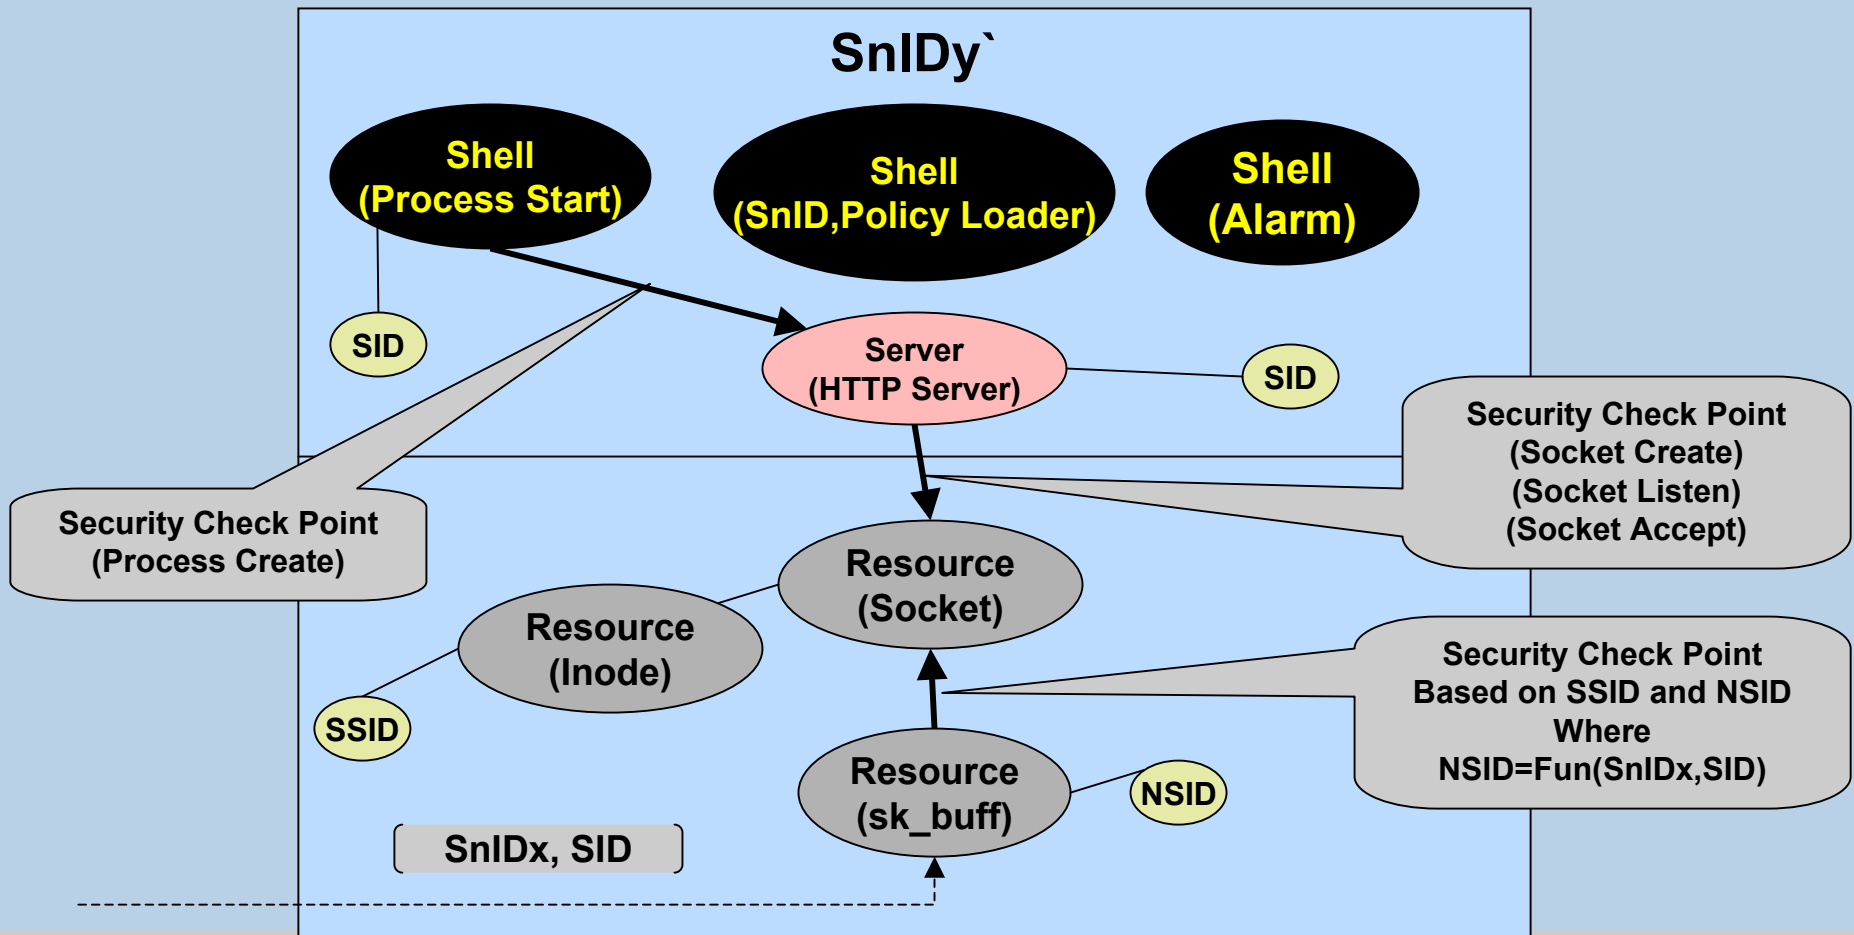 SnIDy`
Shell
(Process Start)
Shell
(SnID,Policy Loader)
Shell
(Alarm)
SID
Server
(HTTP Server)
SID
Security Check Point
(Socket Create)
(Socket Listen)
(Socket Accept)
Security Check Point
(Process Create)
Resource
(Socket)
Resource
(Inode)
Security Check Point
Based on SSID and NSID
Where
NSID=Fun(SnIDx,SID)
SSID
Resource
(sk_buff)
NSID
SnIDx, SID